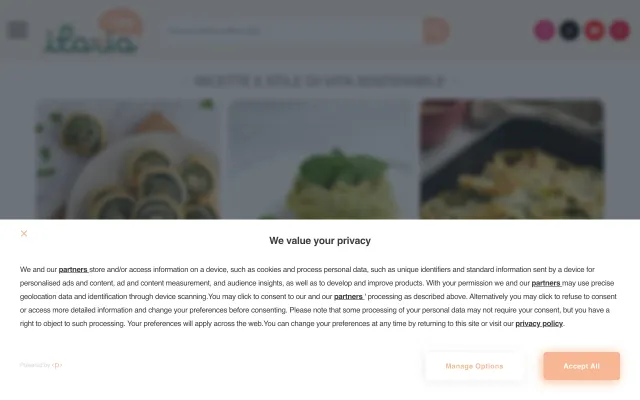 ilaria
RICETTE E STILE DI VITA SOSTENIBILE
We value your privacy
We and our partners store and/or access information on a device, such as cookies and process personal data, such as unique identifiers and standard information sent by a device for
personalised ads and content, ad and content measurement, and audience insights, as well as to develop and improve products. With your permission we and our partners may use precise
geolocation data and identification through device scanning.You may click to consent to our and our partners ' processing as described above. Alternatively you may click to refuse to consent
or access more detailed information and change your preferences before consenting. Please note that some processing of your personal data may not require your consent, but you have a
right to object to such processing. Your preferences will apply across the web.You can change your preferences at any time by returning to this site or visit our privacy policy.
Powered by
Manage Options
Accept All